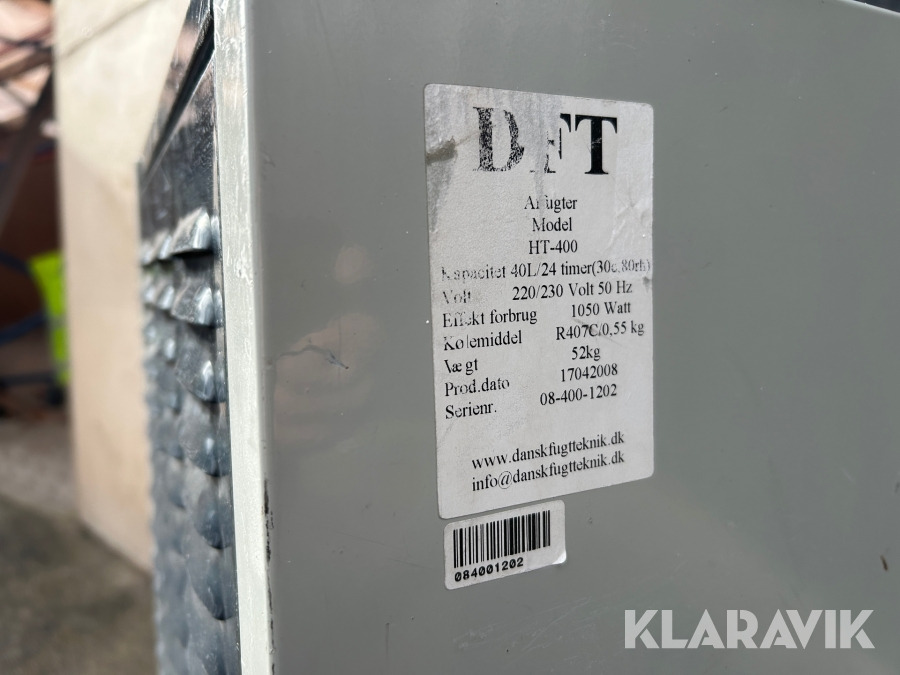 DFT
Affugter
Model
HT-400
Kapacitet 40L/24 timer(30c,80rh)
Volt 220/230 Volt 50 Hz
Effekt forbrug 1050 Watt
Kølemiddel R407C/0,55 kg
Vægt 52kg
Prod.dato 17042008
Serienr. 08-400-1202
www.danskfugtteknik.dk
info@danskfugtteknik.dk
084001202
KLARAVIK